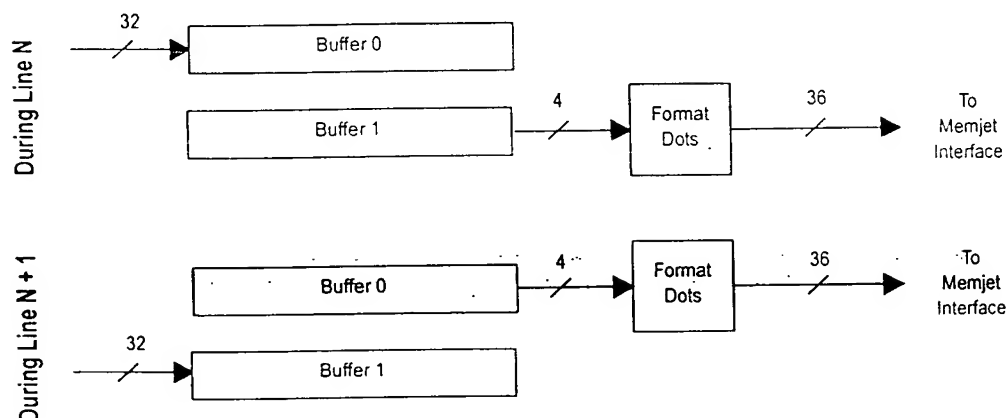 During Line N
32
Buffer 0
Buffer 1
4
Format
Dots
36
To
Memjet
Interface
During Line N + 1
Buffer 0
4
Format
Dots
36
To
Memjet
Interface
32
Buffer 1